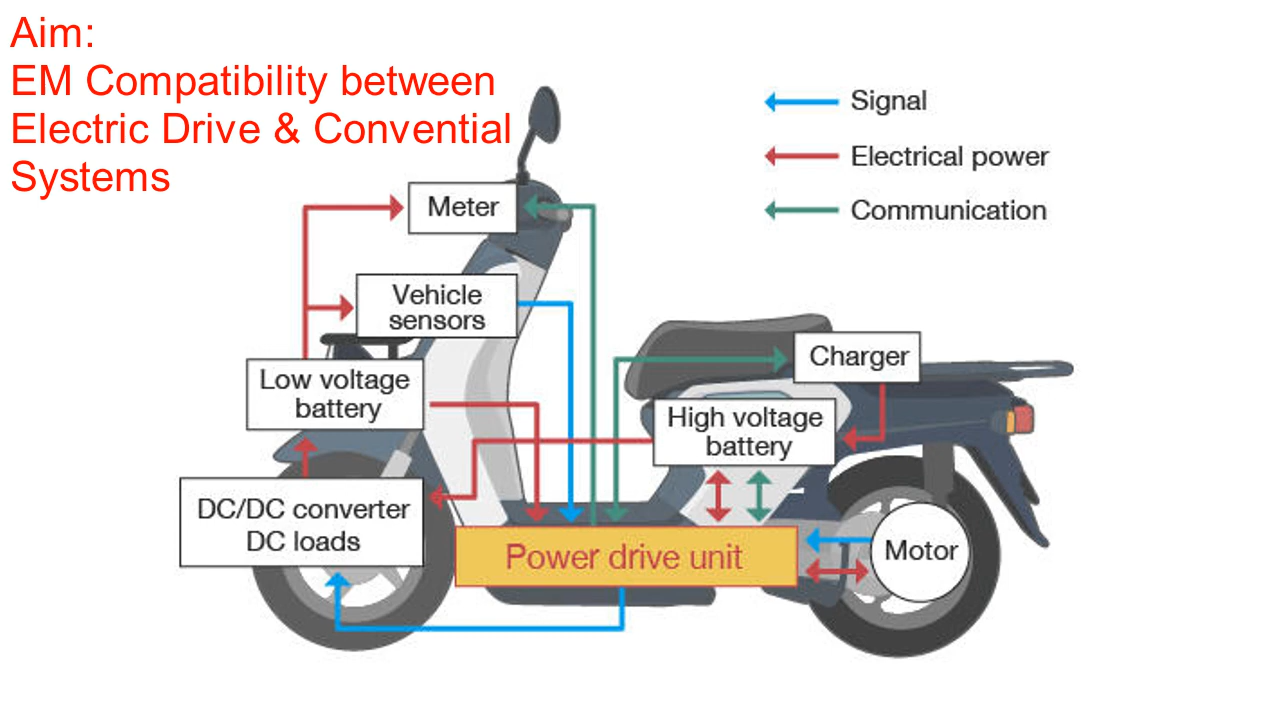 Aim:
EM Compatibility between
Electric Drive & Convential
Systems
Signal
Electrical power
Communication
Meter
Vehicle
sensors
Charger
Low voltage
battery
High voltage
battery
DC/DC converter
DC loads
Power drive unit
Motor